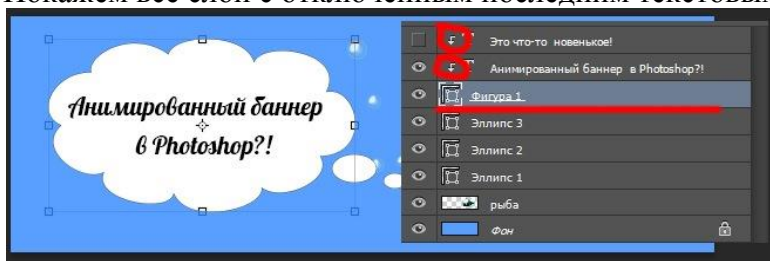 Покажем все слои с отключенным последним текстовым
Анимированный баннер
в Photoshop?!
Это что-то новенькое!
Анимированный баннер в Photoshop?!
Фигура 1
Эллипс 3
Эллипс 2
Эллипс 1
рыба
Фон